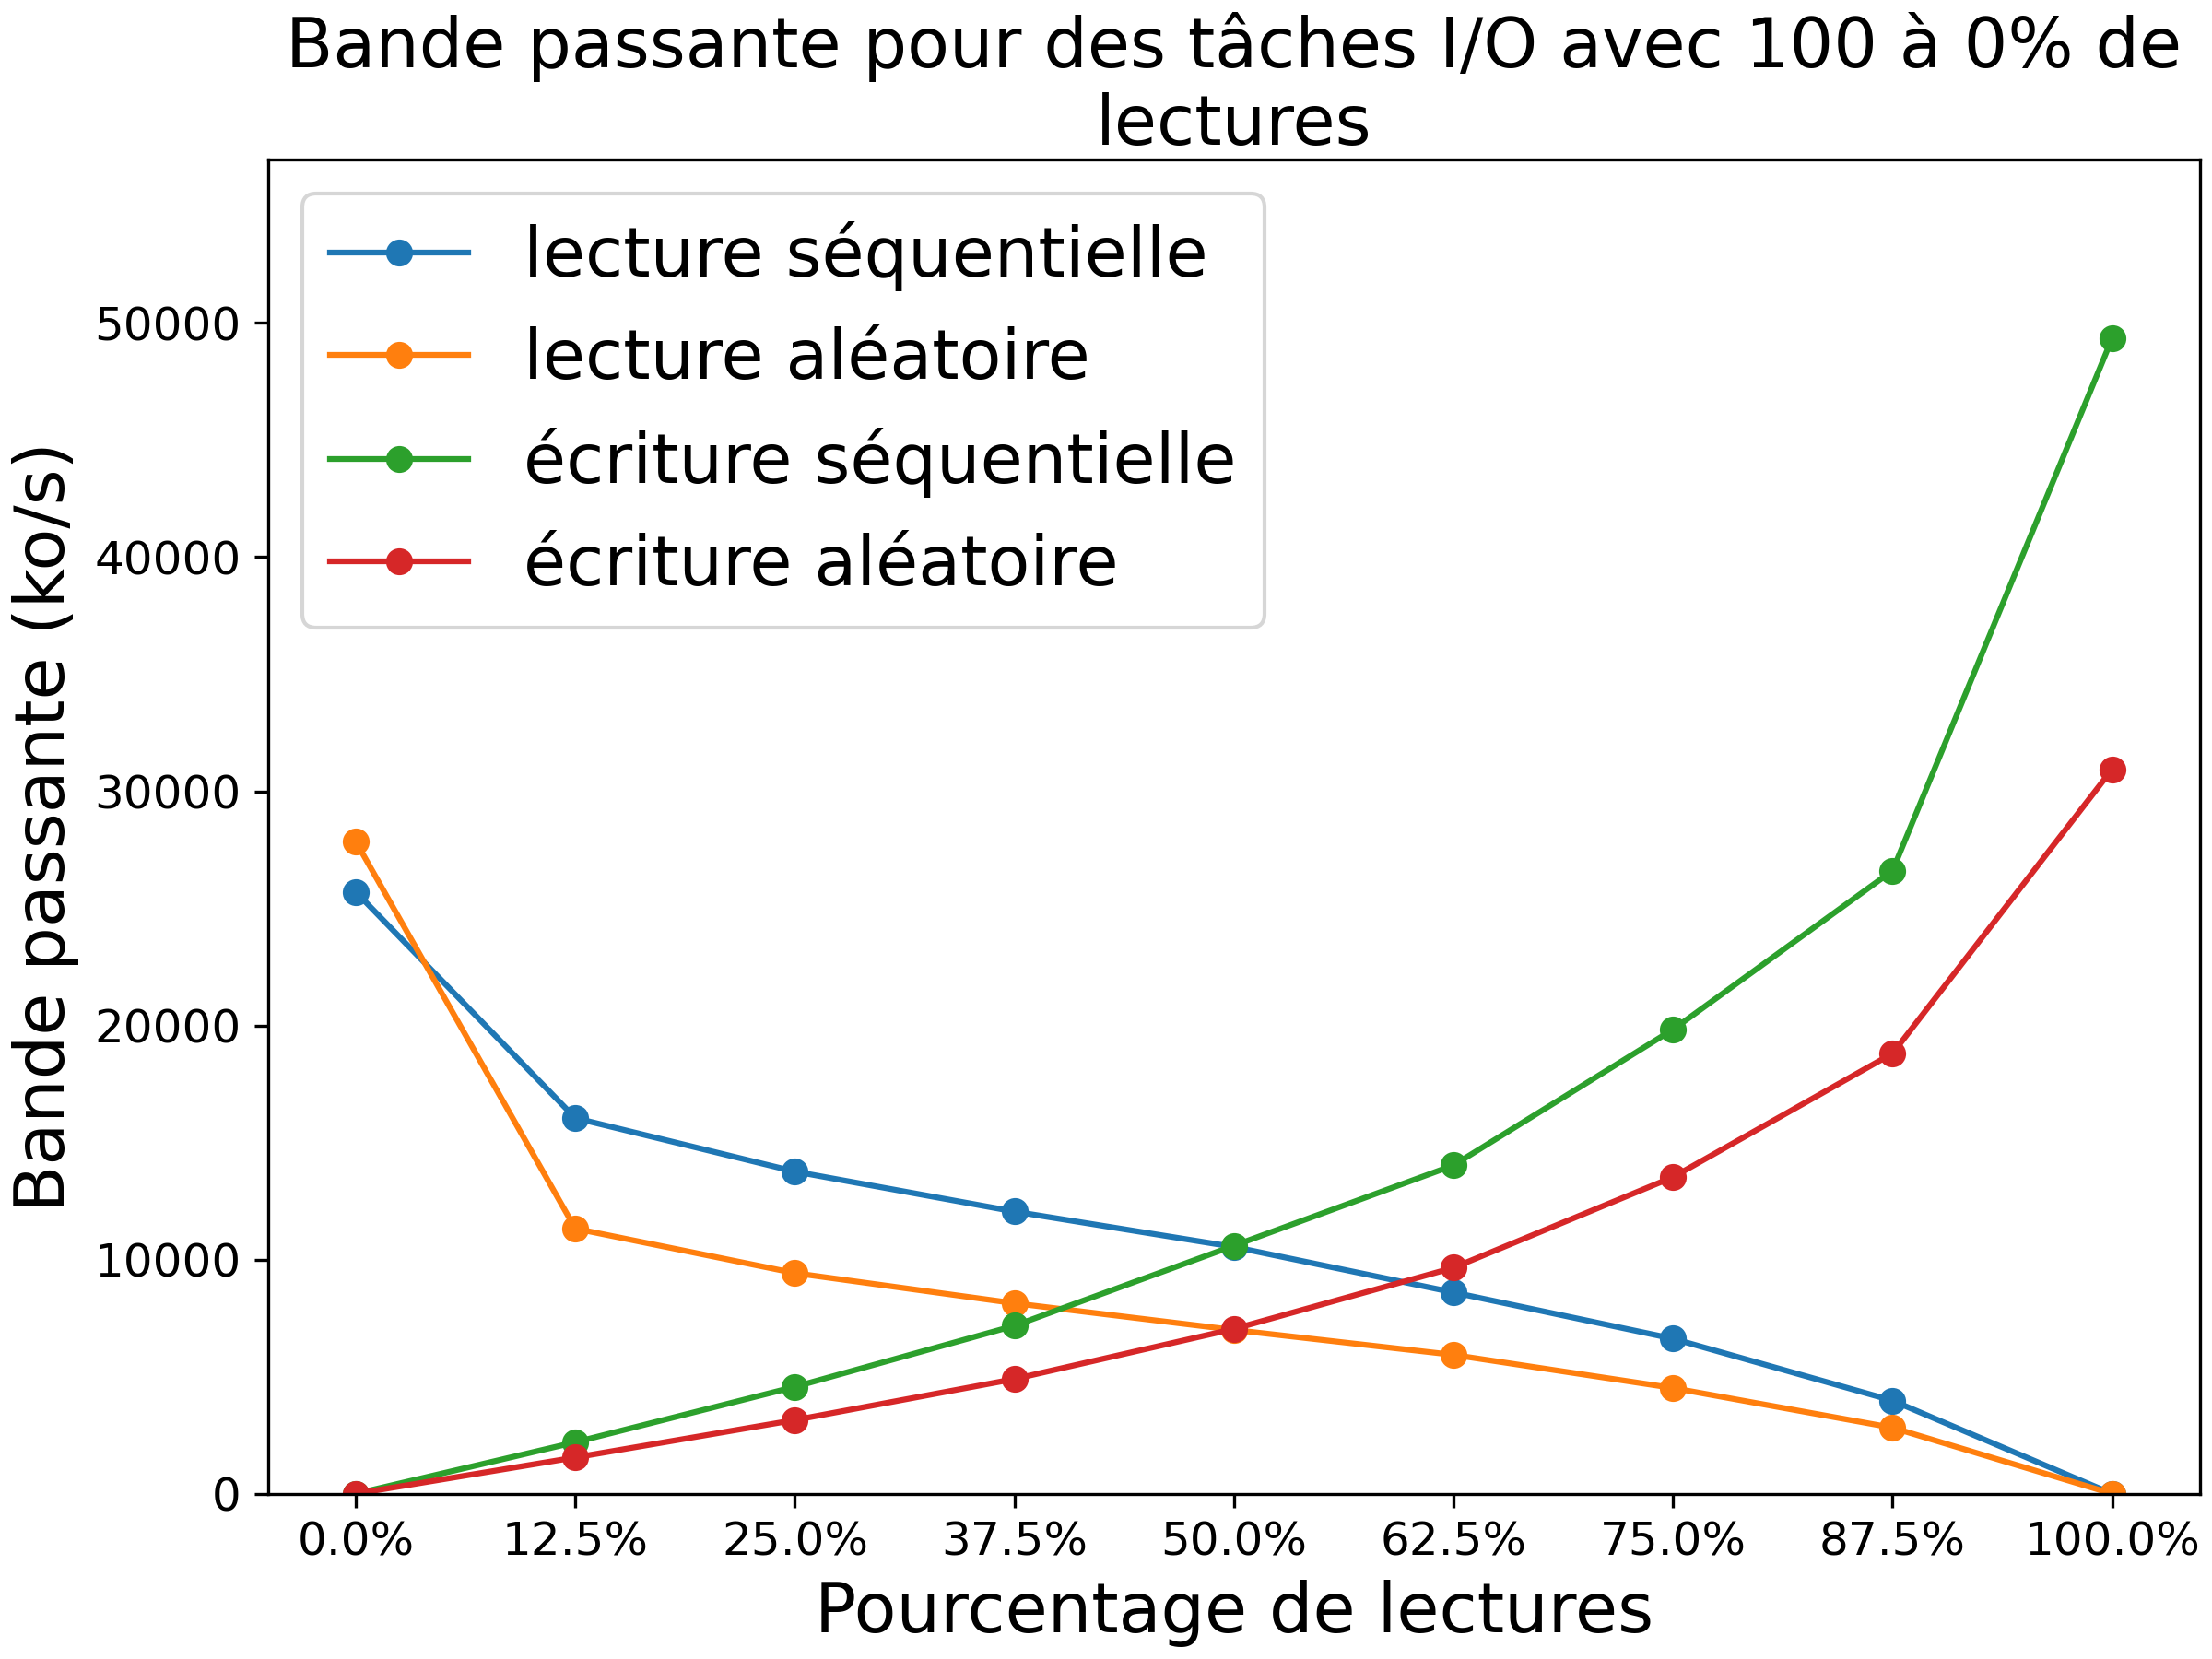 Bande passante pour des tâches I/O avec 100 à 0% de
lectures
lecture séquentielle
lecture aléatoire
écriture séquentielle
écriture aléatoire
Bande passante (ko/s)
50000
40000
30000
20000
10000
0
0.0% 12.5% 25.0% 37.5% 50.0% 62.5% 75.0% 87.5% 100.0%
Pourcentage de lectures